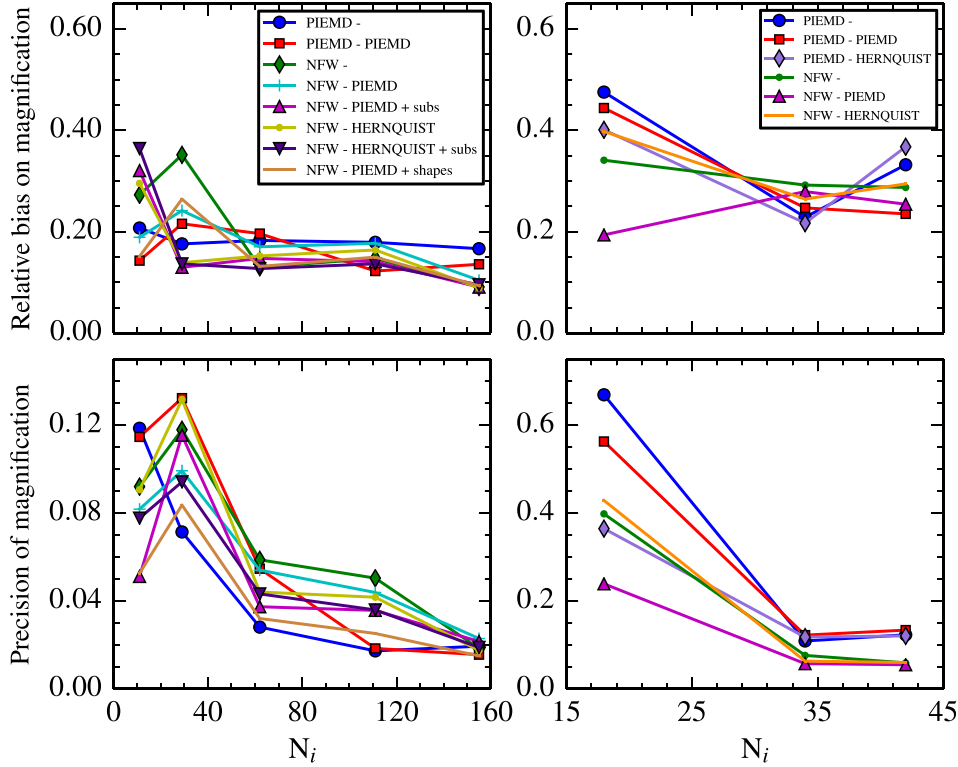 Relative bias on magnification
0.60
0.40
0.20
0.00
PIEMD -
PIEMD - PIEMD
NFW -
NFW - PIEMD
NFW - PIEMD + subs
NFW - HERNQUIST
NFW - HERNQUIST + subs
NFW - PIEMD + shapes
0.6
0.4
0.2
0.0
PIEMD -
PIEMD - PIEMD
PIEMD - HERNQUIST
NFW -
NFW - PIEMD
NFW - HERNQUIST
Precision of magnification
0.12
0.08
0.04
0.00
0 40 80 120 160
N_i
0.6
0.4
0.2
0.0
15 25 35 45
N_i